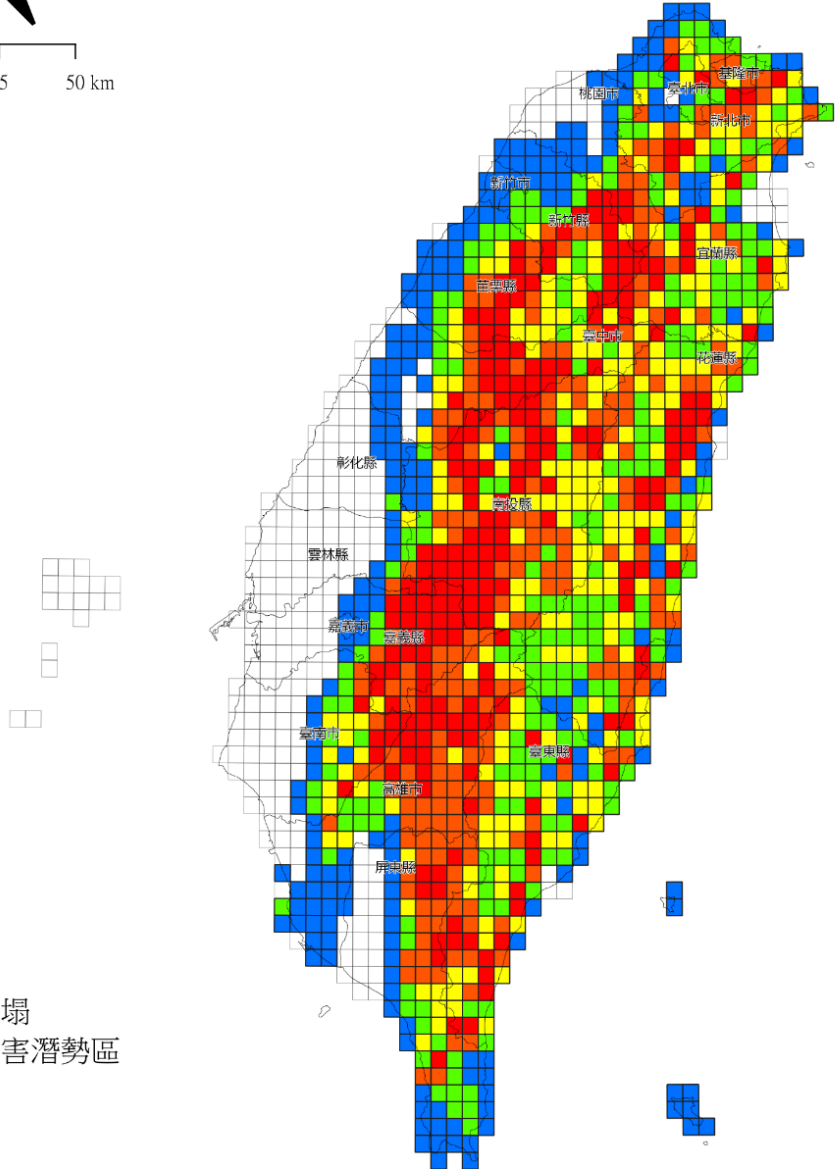 5
50 km
基隆市
臺北市
桃園市
新北市
新竹市
新竹縣
宜蘭縣
苗栗縣
臺中市
花蓮縣
彰化縣
南投縣
雲林縣
嘉義市
嘉義縣
臺南市
臺東縣
高雄市
屏東縣
塌
害潛勢區